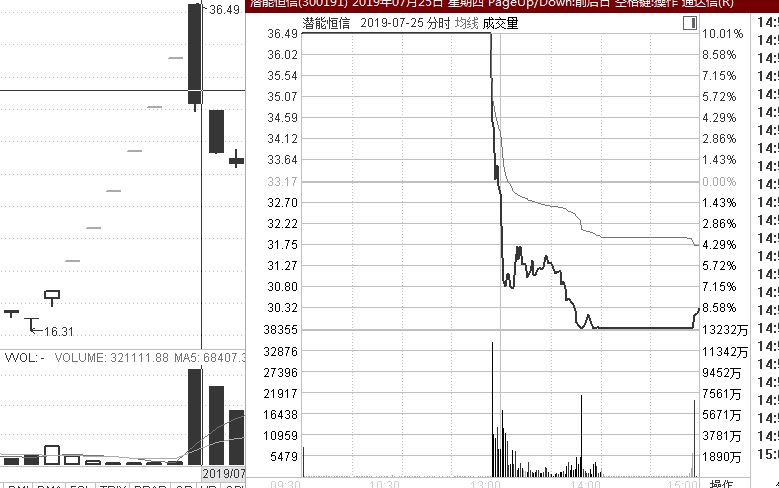 潜能恒信(300191) 2019年07月25日 星期四 PageUp/Down:前后日 空格键:操作 通达信(R)
潜能恒信 2019-07-25 分时 均线 成交量
36.49 10.01%
36.02 8.58%
35.54 7.15%
35.07 5.72%
34.59 4.29%
34.12 2.86%
33.64 1.43%
33.17 0.00%
32.70 1.43%
32.22 2.86%
31.75 4.29%
31.27 5.72%
30.80 7.15%
30.32 8.58%
38355 13232万
32876 11342万
27396 9452万
21917 7561万
16438 5671万
10959 3781万
5479 1890万
09:30 10:30 13:00 14:00 15:00 操作
36.49
16.31
VVOL: - VOLUME: 321111.88 MA5: 68407.3
2019/07